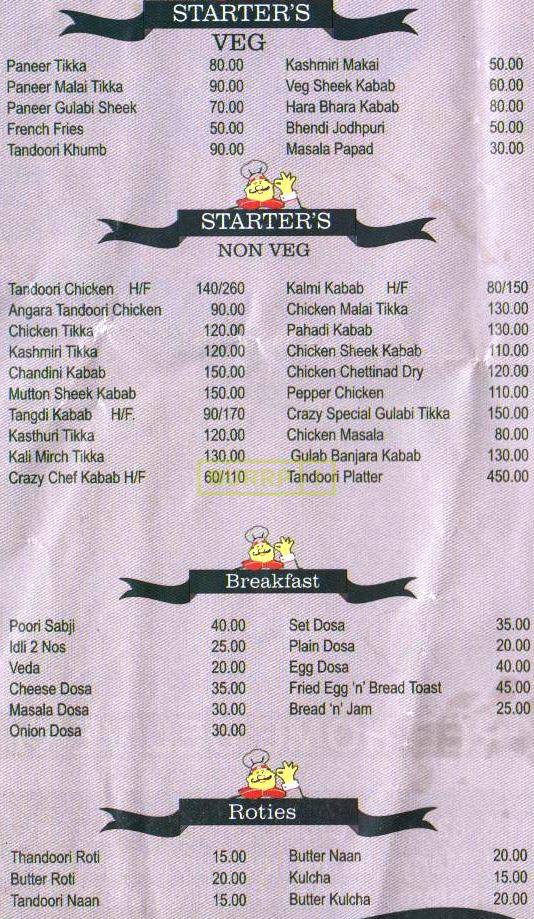 STARTER'S
VEG
Paneer Tikka 80.00 Kashmiri Makai 50.00
Paneer Malai Tikka 90.00 Veg Sheek Kabab 60.00
Paneer Gulabi Sheek 70.00 Hara Bhara Kabab 80.00
French Fries 50.00 Bhendi Jodhpuri 50.00
Tandoori Khumb 90.00 Masala Papad 30.00
STARTER'S
NON VEG
Tandoori Chicken H/F 140/260 Kalmi Kabab H/F 80/150
Angara Tandoori Chicken 90.00 Chicken Malai Tikka 130.00
Chicken Tikka 120.00 Pahadi Kabab 130.00
Kashmiri Tikka 120.00 Chicken Sheek Kabab 110.00
Chandini Kabab 150.00 Chicken Chettinad Dry 120.00
Mutton Sheek Kabab 150.00 Pepper Chicken 110.00
Tangdi Kabab H/F. 90/170 Crazy Special Gulabi Tikka 150.00
Kasthuri Tikka 120.00 Chicken Masala 80.00
Kali Mirch Tikka 130.00 Gulab Banjara Kabab 130.00
Crazy Chef Kabab H/F 60/110 Tandoori Platter 450.00
Breakfast
Poori Sabji 40.00 Set Dosa 35.00
Idli 2 Nos 25.00 Plain Dosa 20.00
Veda 20.00 Egg Dosa 40.00
Cheese Dosa 35.00 Fried Egg 'n' Bread Toast 45.00
Masala Dosa 30.00 Bread 'n' Jam 25.00
Onion Dosa 30.00
Roties
Thandoori Roti 15.00 Butter Naan 20.00
Butter Roti 20.00 Kulcha 15.00
Tandoori Naan 15.00 Butter Kulcha 20.00